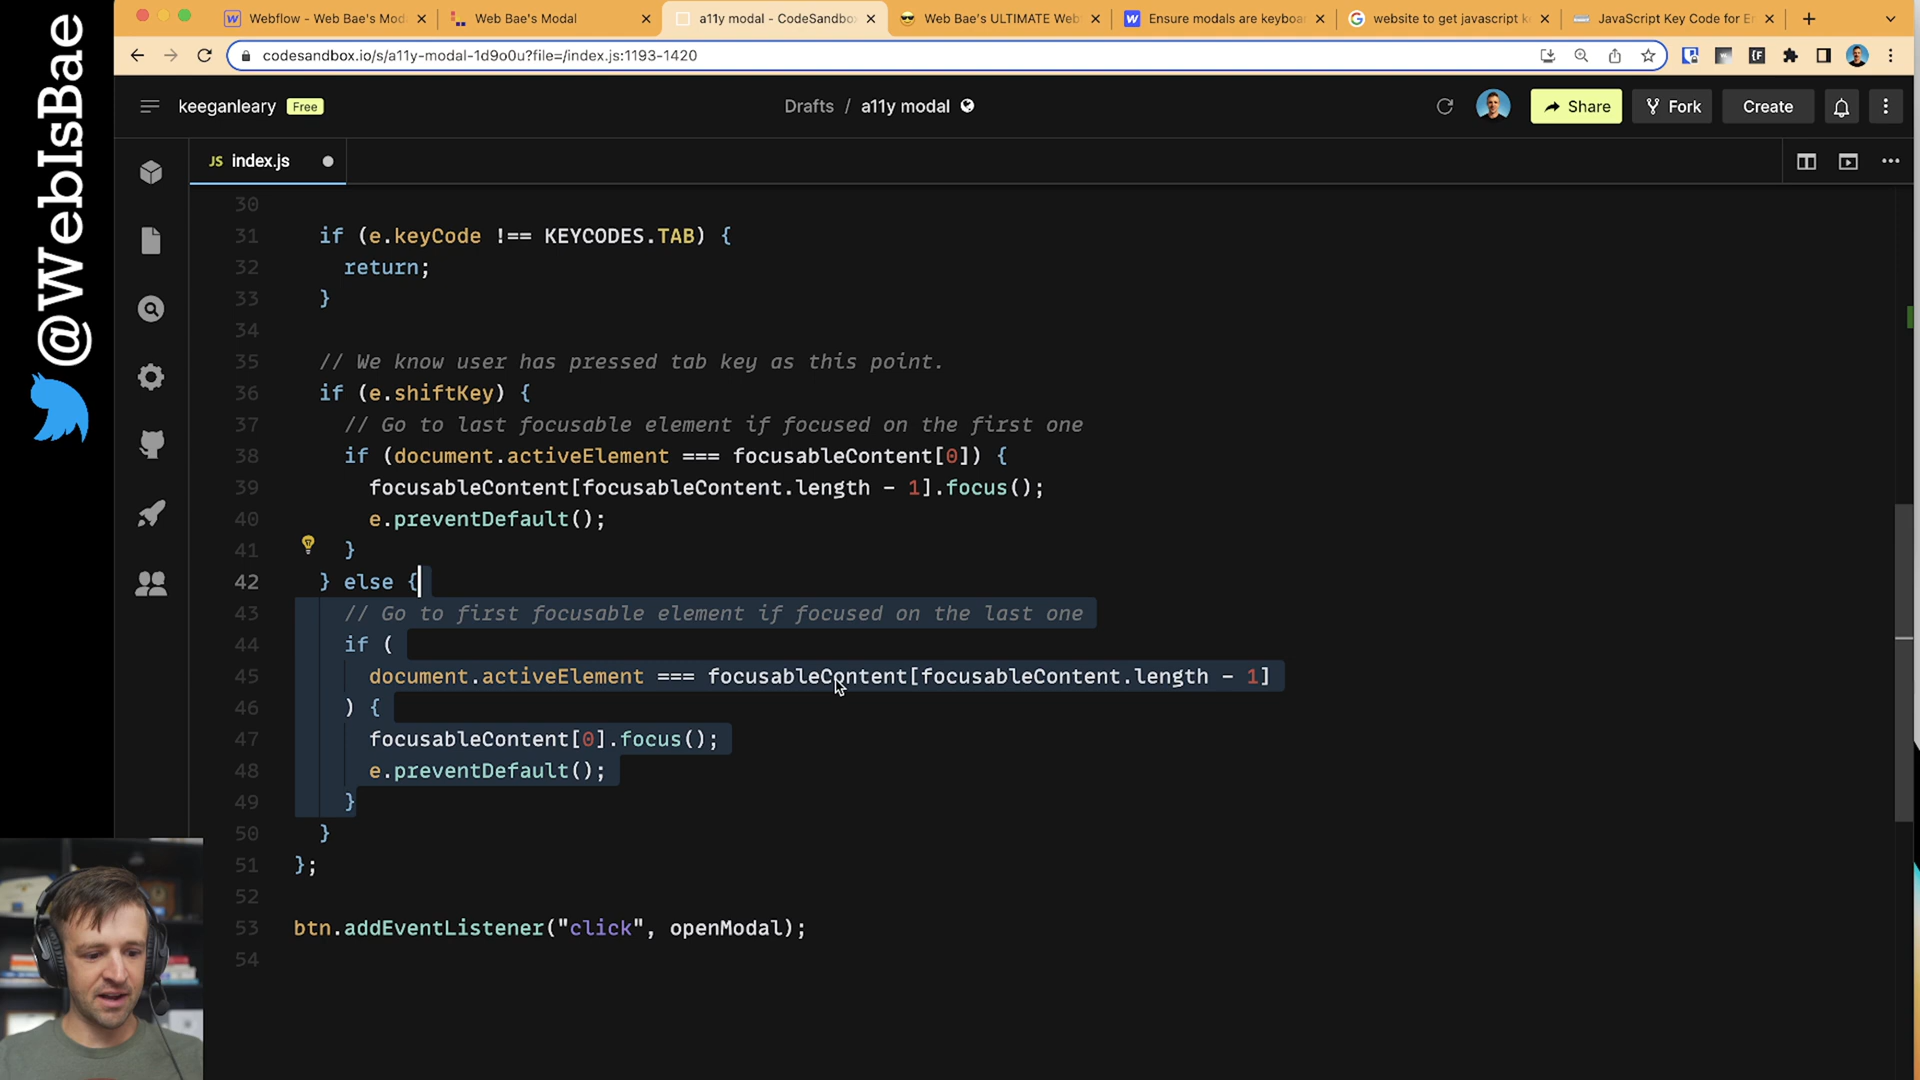 @WebIsBae
Webflow - Web Bae's Mod
Web Bae's Modal
a11y modal - CodeSandbox
Web Bae's ULTIMATE Web
Ensure modals are keyboa
website to get javascript k
JavaScript Key Code for E
codesandbox.io/s/a11y-modal-1d9o0u?file=/index.js:1193-1420
keeganleary Free
Drafts / a11y modal
Share Fork Create
JS index.js
30
31 if (e.keyCode !== KEYCODES.TAB) {
32 return;
33 }
34
35 // We know user has pressed tab key as this point.
36 if (e.shiftKey) {
37 // Go to last focusable element if focused on the first one
38 if (document.activeElement === focusableContent[0]) {
39 focusableContent[focusableContent.length - 1].focus();
40 e.preventDefault();
41 }
42 } else {
43 // Go to first focusable element if focused on the last one
44 if (
45 document.activeElement === focusableContent[focusableContent.length - 1]
46 ) {
47 focusableContent[0].focus();
48 e.preventDefault();
49 }
50 }
51 };
52
53 btn.addEventListener("click", openModal);
54